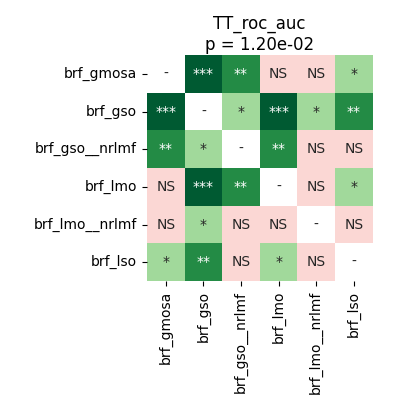 TT_roc_auc
p = 1.20e-02
brf_gmosa - *** ** NS NS *
brf_gso *** - * *** * **
brf_gso__nrlmf ** * - ** NS NS
brf_lmo NS *** ** - NS *
brf_lmo__nrlmf NS * NS NS - NS
brf_lso * ** NS * NS -
brf_gmosa brf_gso brf_gso__nrlmf brf_lmo brf_lmo__nrlmf brf_lso